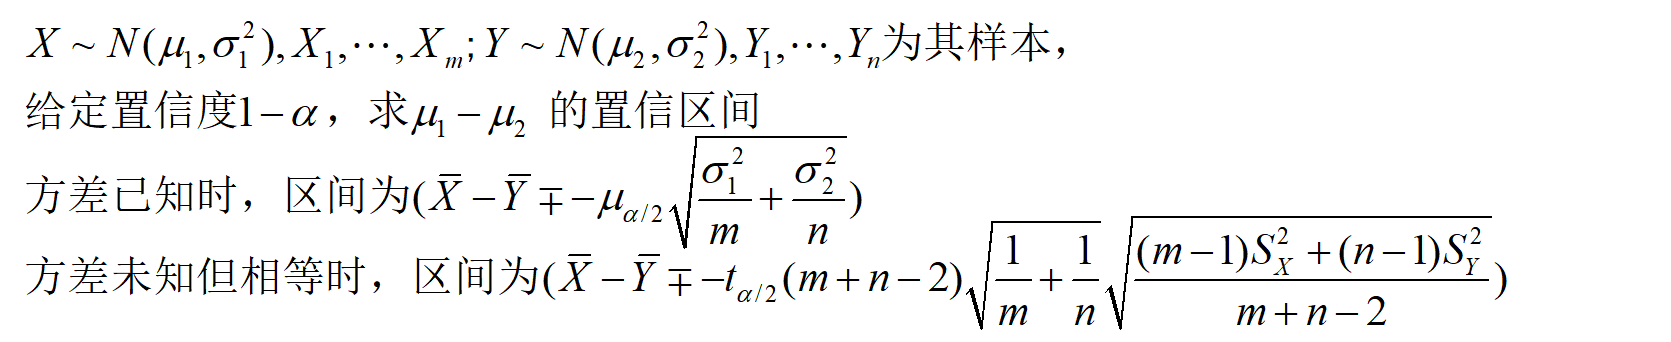 X ~ N(μ₁,σ₁²), X₁,⋯,Xₘ; Y ~ N(μ₂,σ₂²), Y₁,⋯,Yₙ为其样本，
给定置信度1−α，求μ₁−μ₂ 的置信区间
方差已知时，区间为(X̅−Y̅∓−μ_{α/2}√(σ₁²/m+σ₂²/n))
方差未知但相等时，区间为(X̅−Y̅∓−t_{α/2}(m+n−2)√(1/m+1/n)√(((m−1)S_X²+(n−1)S_Y²)/(m+n−2)))